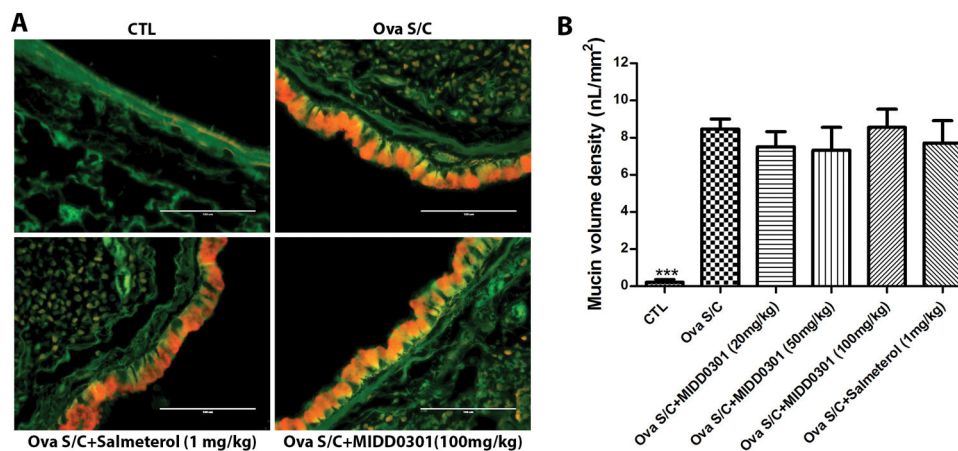 A
CTL
Ova S/C
Ova S/C+Salmeterol (1 mg/kg)
Ova S/C+MIDD0301(100mg/kg)
B
Mucin volume density (nL/mm²)
12
10
8
6
4
2
0
***
CTL
Ova S/C
Ova S/C+MIDD0301 (20mg/kg)
Ova S/C+MIDD0301 (50mg/kg)
Ova S/C+MIDD0301 (100mg/kg)
Ova S/C+Salmeterol (1mg/kg)